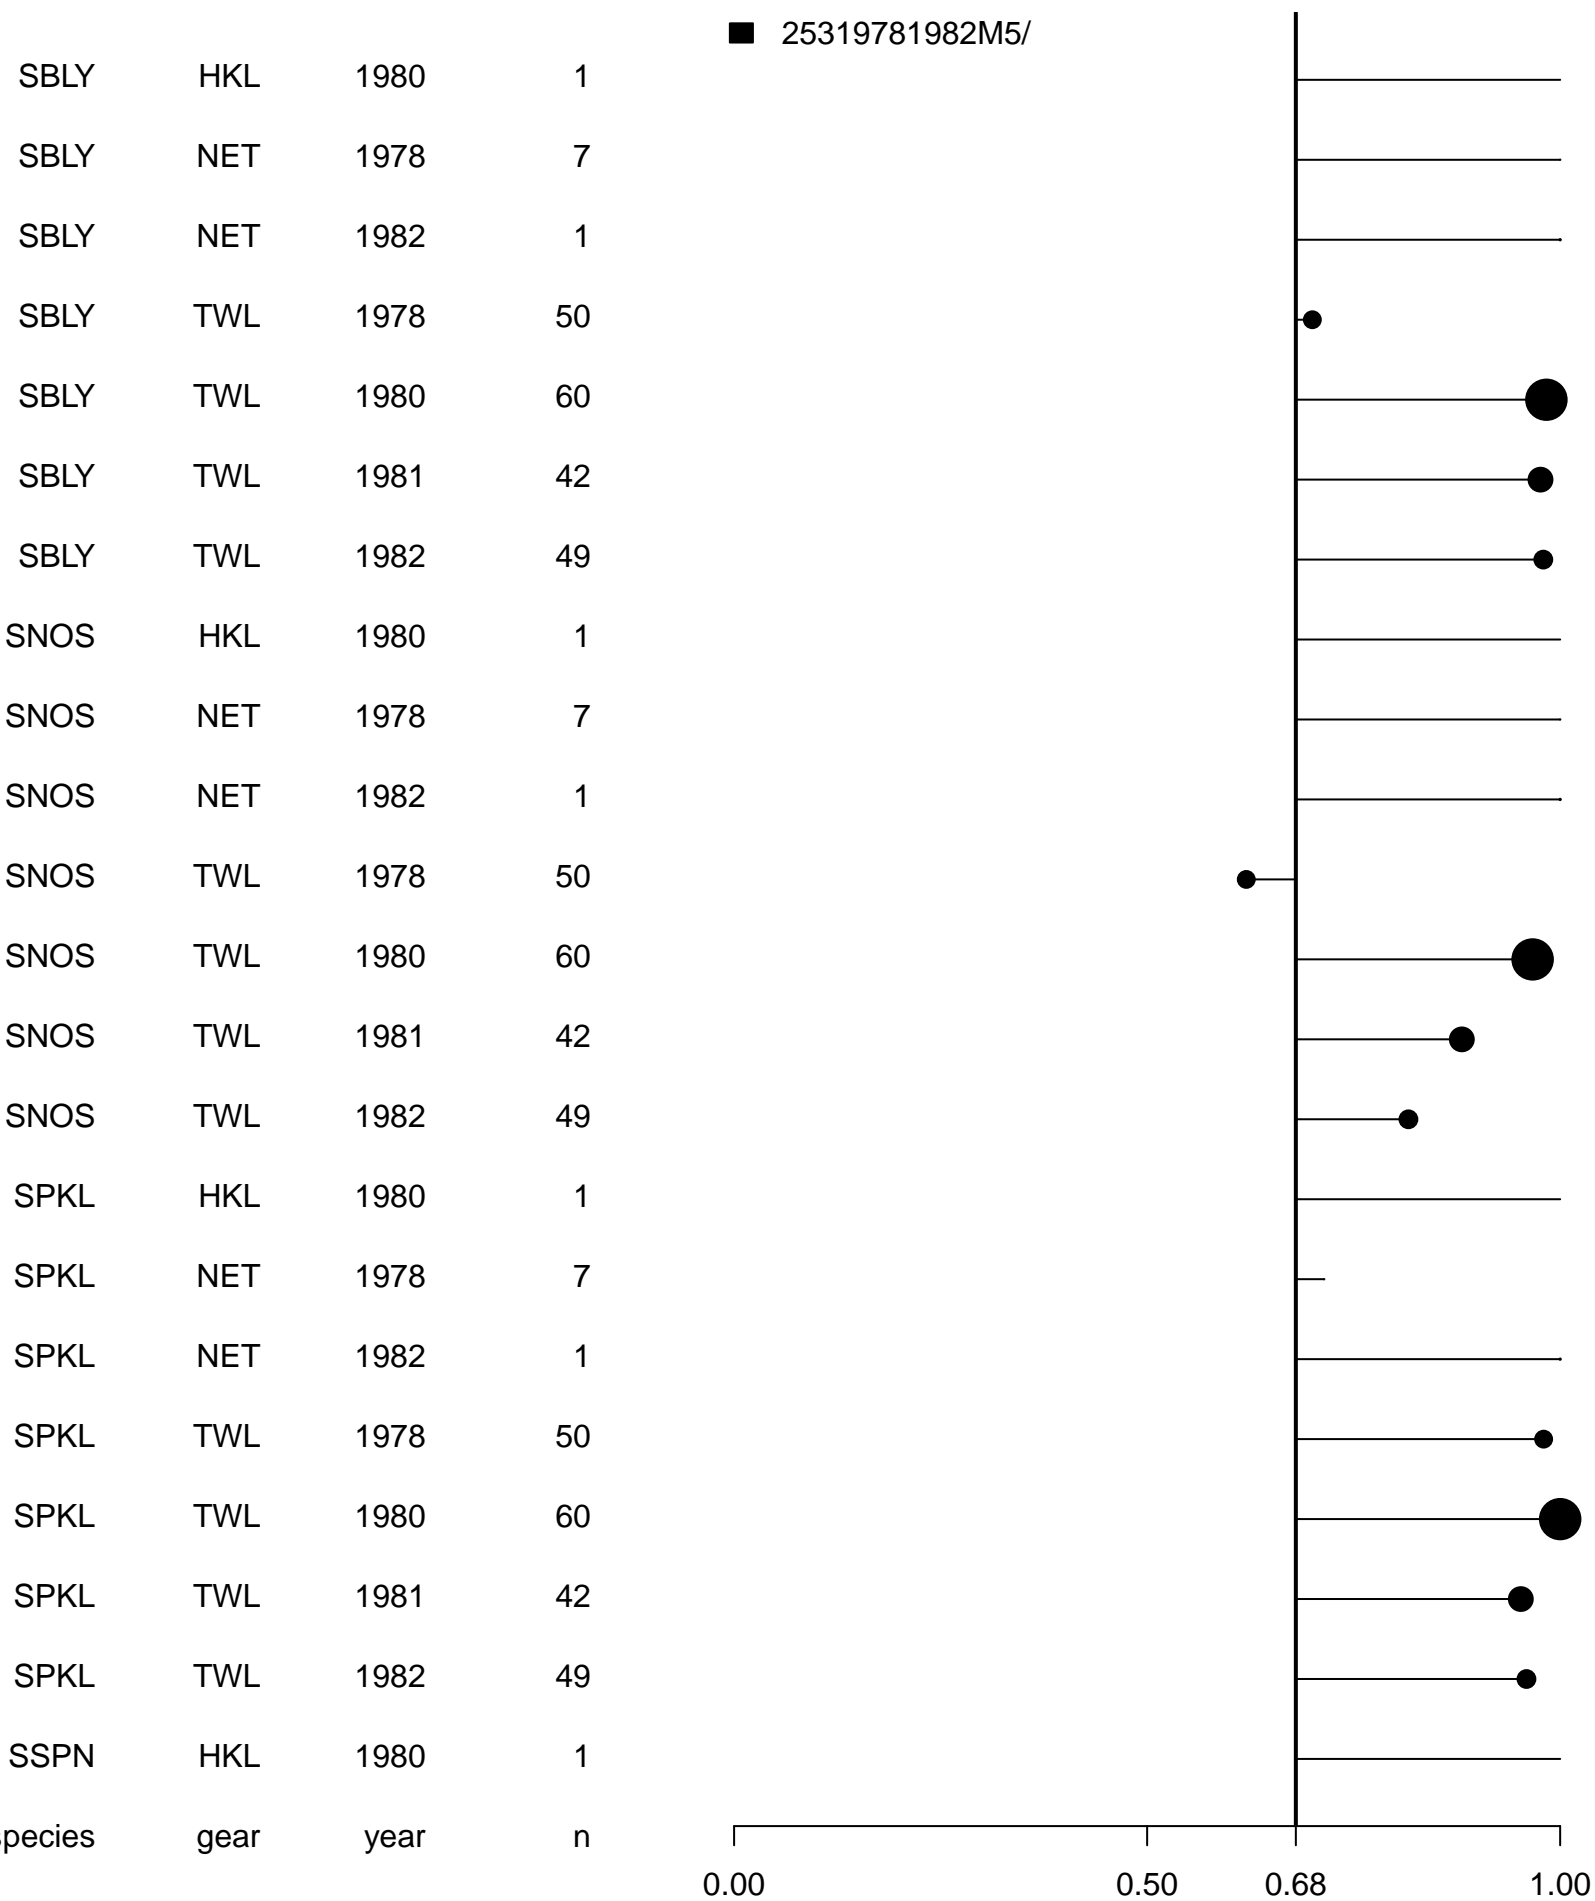 25319781982M5/
SBLY HKL 1980 1
SBLY NET 1978 7
SBLY NET 1982 1
SBLY TWL 1978 50
SBLY TWL 1980 60
SBLY TWL 1981 42
SBLY TWL 1982 49
SNOS HKL 1980 1
SNOS NET 1978 7
SNOS NET 1982 1
SNOS TWL 1978 50
SNOS TWL 1980 60
SNOS TWL 1981 42
SNOS TWL 1982 49
SPKL HKL 1980 1
SPKL NET 1978 7
SPKL NET 1982 1
SPKL TWL 1978 50
SPKL TWL 1980 60
SPKL TWL 1981 42
SPKL TWL 1982 49
SSPN HKL 1980 1
species gear year n
0.00 0.50 0.68 1.00